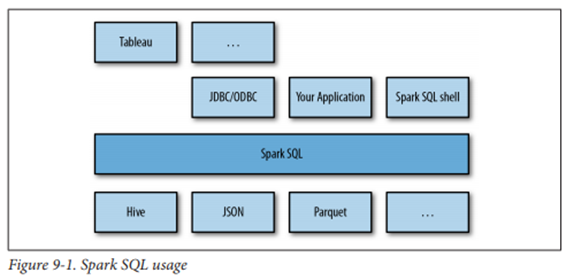 Tableau
...
JDBC/ODBC
Your Application
Spark SQL shell
Spark SQL
Hive
JSON
Parquet
...
Figure 9-1. Spark SQL usage